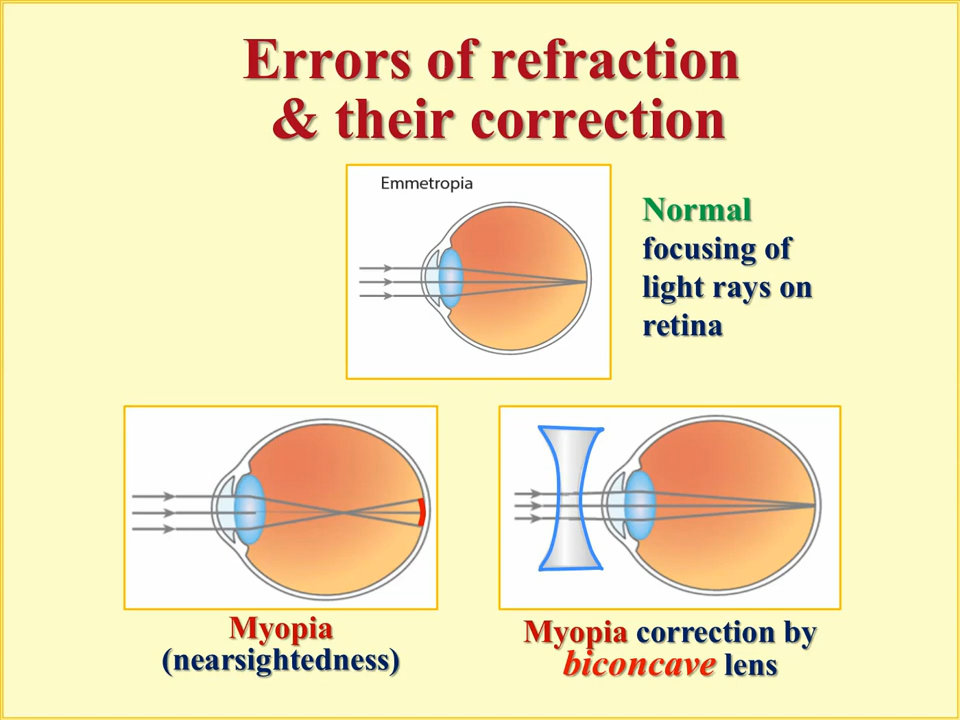 Errors of refraction
& their correction
Emmetropia
Normal
focusing of
light rays on
retina
Myopia
(nearsightedness)
Myopia correction by
biconcave lens